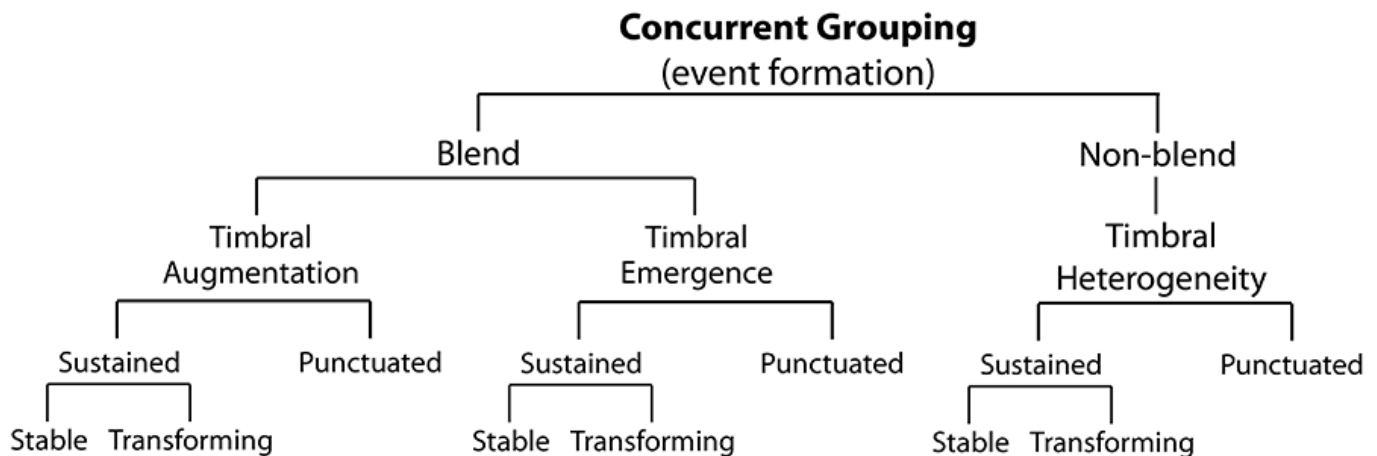 Concurrent Grouping
(event formation)
Blend
Non-blend
Timbral
Augmentation
Timbral
Emergence
Timbral
Heterogeneity
Sustained
Punctuated
Sustained
Punctuated
Sustained
Punctuated
Stable
Transforming
Stable
Transforming
Stable
Transforming